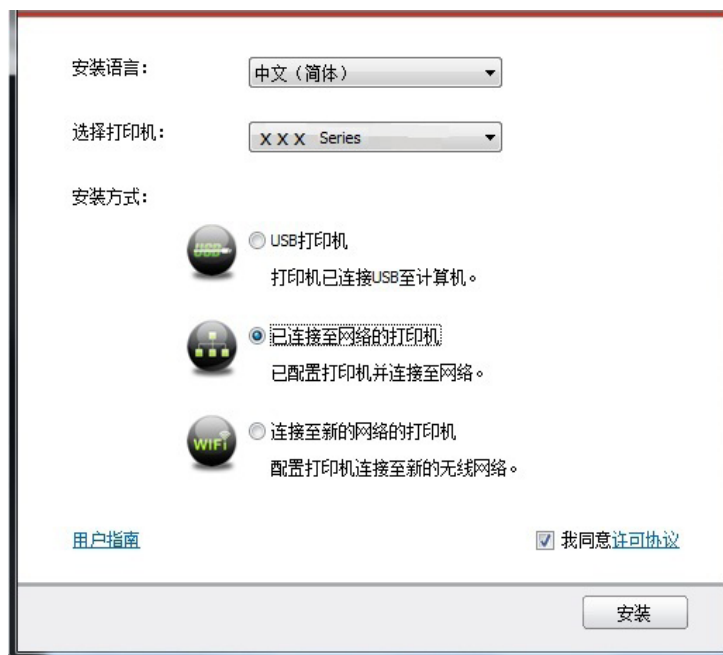 安装语言： 中文（简体）
选择打印机： X X X Series
安装方式：
USB
USB打印机
打印机已连接USB至计算机。
已连接至网络的打印机
已配置打印机并连接至网络。
WiFi
连接至新的网络的打印机
配置打印机连接至新的无线网络。
用户指南 我同意许可协议
安装